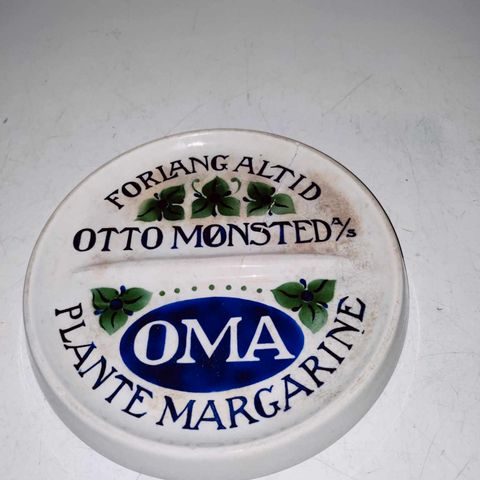 FORLANG ALTID
OTTO MØNSTED A/S
OMA
PLANTE MARGARINE